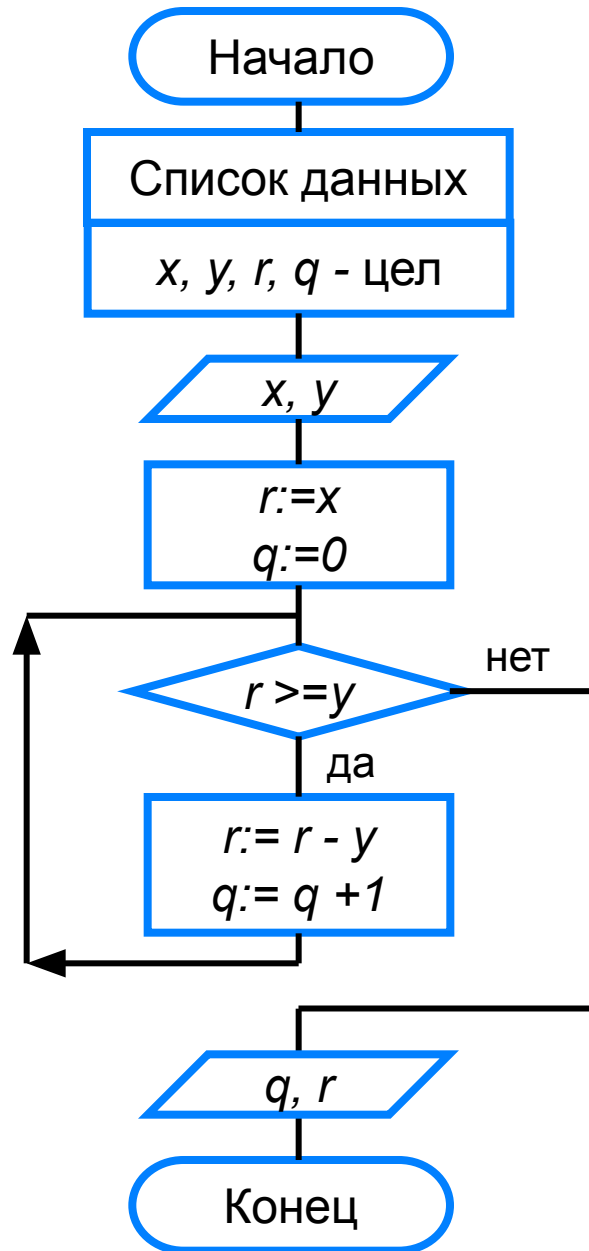 Начало
Список данных
x, y, r, q - цел
x, y
r:=x
q:=0
r >=y
нет
да
r:= r - y
q:= q +1
q, r
Конец